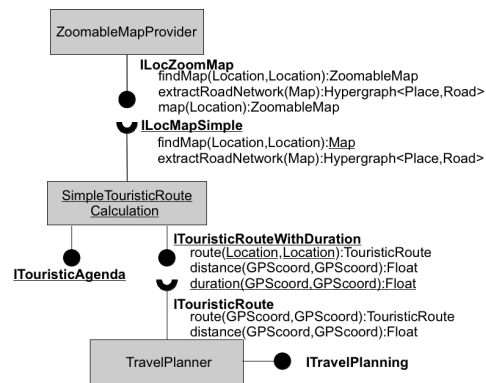 ZoomableMapProvider
ILocZoomMap
findMap(Location,Location):ZoomableMap
extractRoadNetwork(Map):Hypergraph<Place,Road>
map(Location):ZoomableMap
ILocMapSimple
findMap(Location,Location):Map
extractRoadNetwork(Map):Hypergraph<Place,Road>
SimpleTouristicRoute
Calculation
ITouristicAgenda
ITouristicRouteWithDuration
route(Location,Location):TouristicRoute
distance(GPScoord,GPScoord):Float
duration(GPScoord,GPScoord):Float
ITouristicRoute
route(GPScoord,GPScoord):TouristicRoute
distance(GPScoord,GPScoord):Float
TravelPlanner
ITravelPlanning